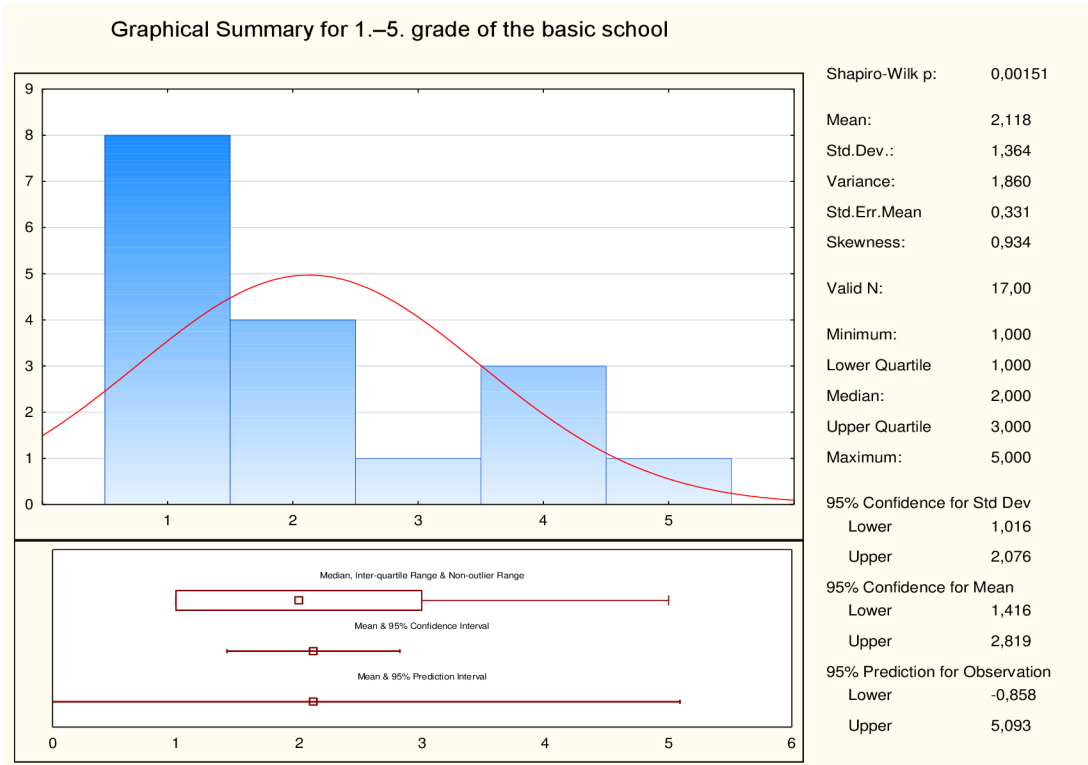 Graphical Summary for 1.–5. grade of the basic school
9
8
7
6
5
4
3
2
1
0
1 2 3 4 5
Median, Inter-quartile Range & Non-outlier Range
Mean & 95% Confidence Interval
Mean & 95% Prediction Interval
0 1 2 3 4 5 6
Shapiro-Wilk p: 0,00151
Mean: 2,118
Std.Dev.: 1,364
Variance: 1,860
Std.Err.Mean 0,331
Skewness: 0,934
Valid N: 17,00
Minimum: 1,000
Lower Quartile 1,000
Median: 2,000
Upper Quartile 3,000
Maximum: 5,000
95% Confidence for Std Dev
Lower 1,016
Upper 2,076
95% Confidence for Mean
Lower 1,416
Upper 2,819
95% Prediction for Observation
Lower -0,858
Upper 5,093